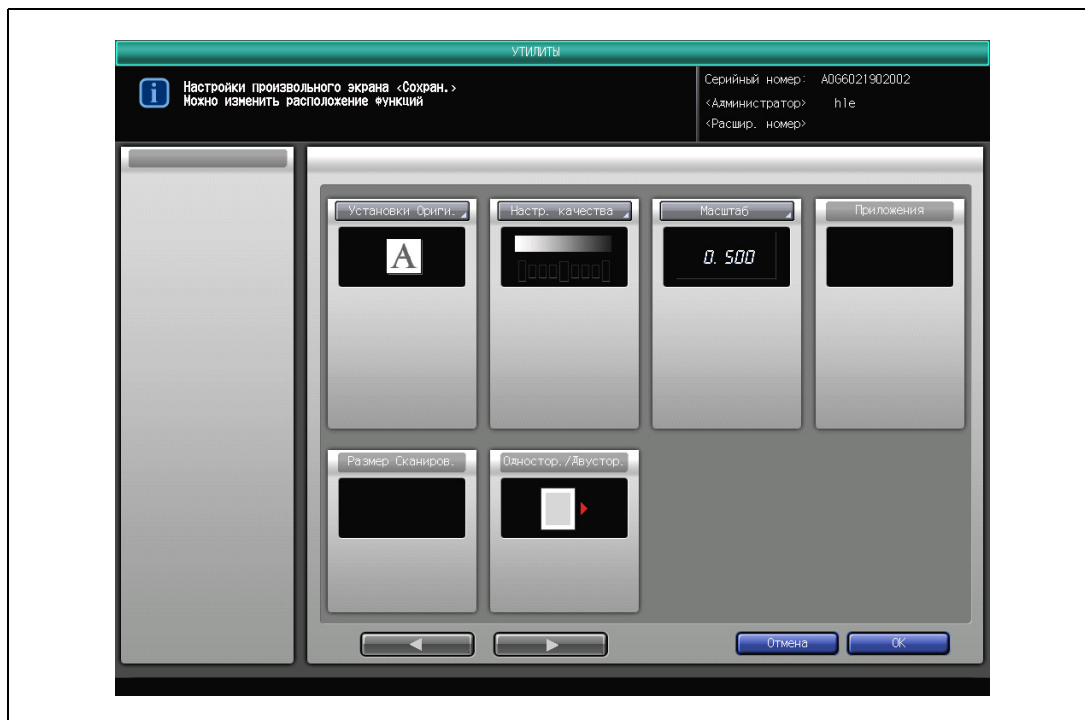 УТИЛИТЫ
Настройки произвольного экрана <Сохран.>
Можно изменить расположение функций
Серийный номер: A0G6021902002
<Администратор> hle
<Расшир. номер>
Установки Ориги.
Настр. качества
Масштаб
Приложения
A
0.500
Размер Сканиров.
Одностор./Двустор.
Отмена
OK